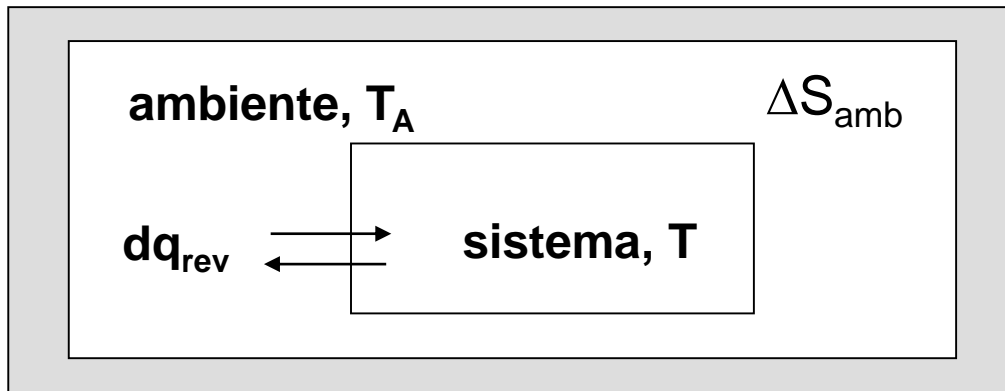 ambiente, T_A
ΔS_amb
dq_rev
sistema, T